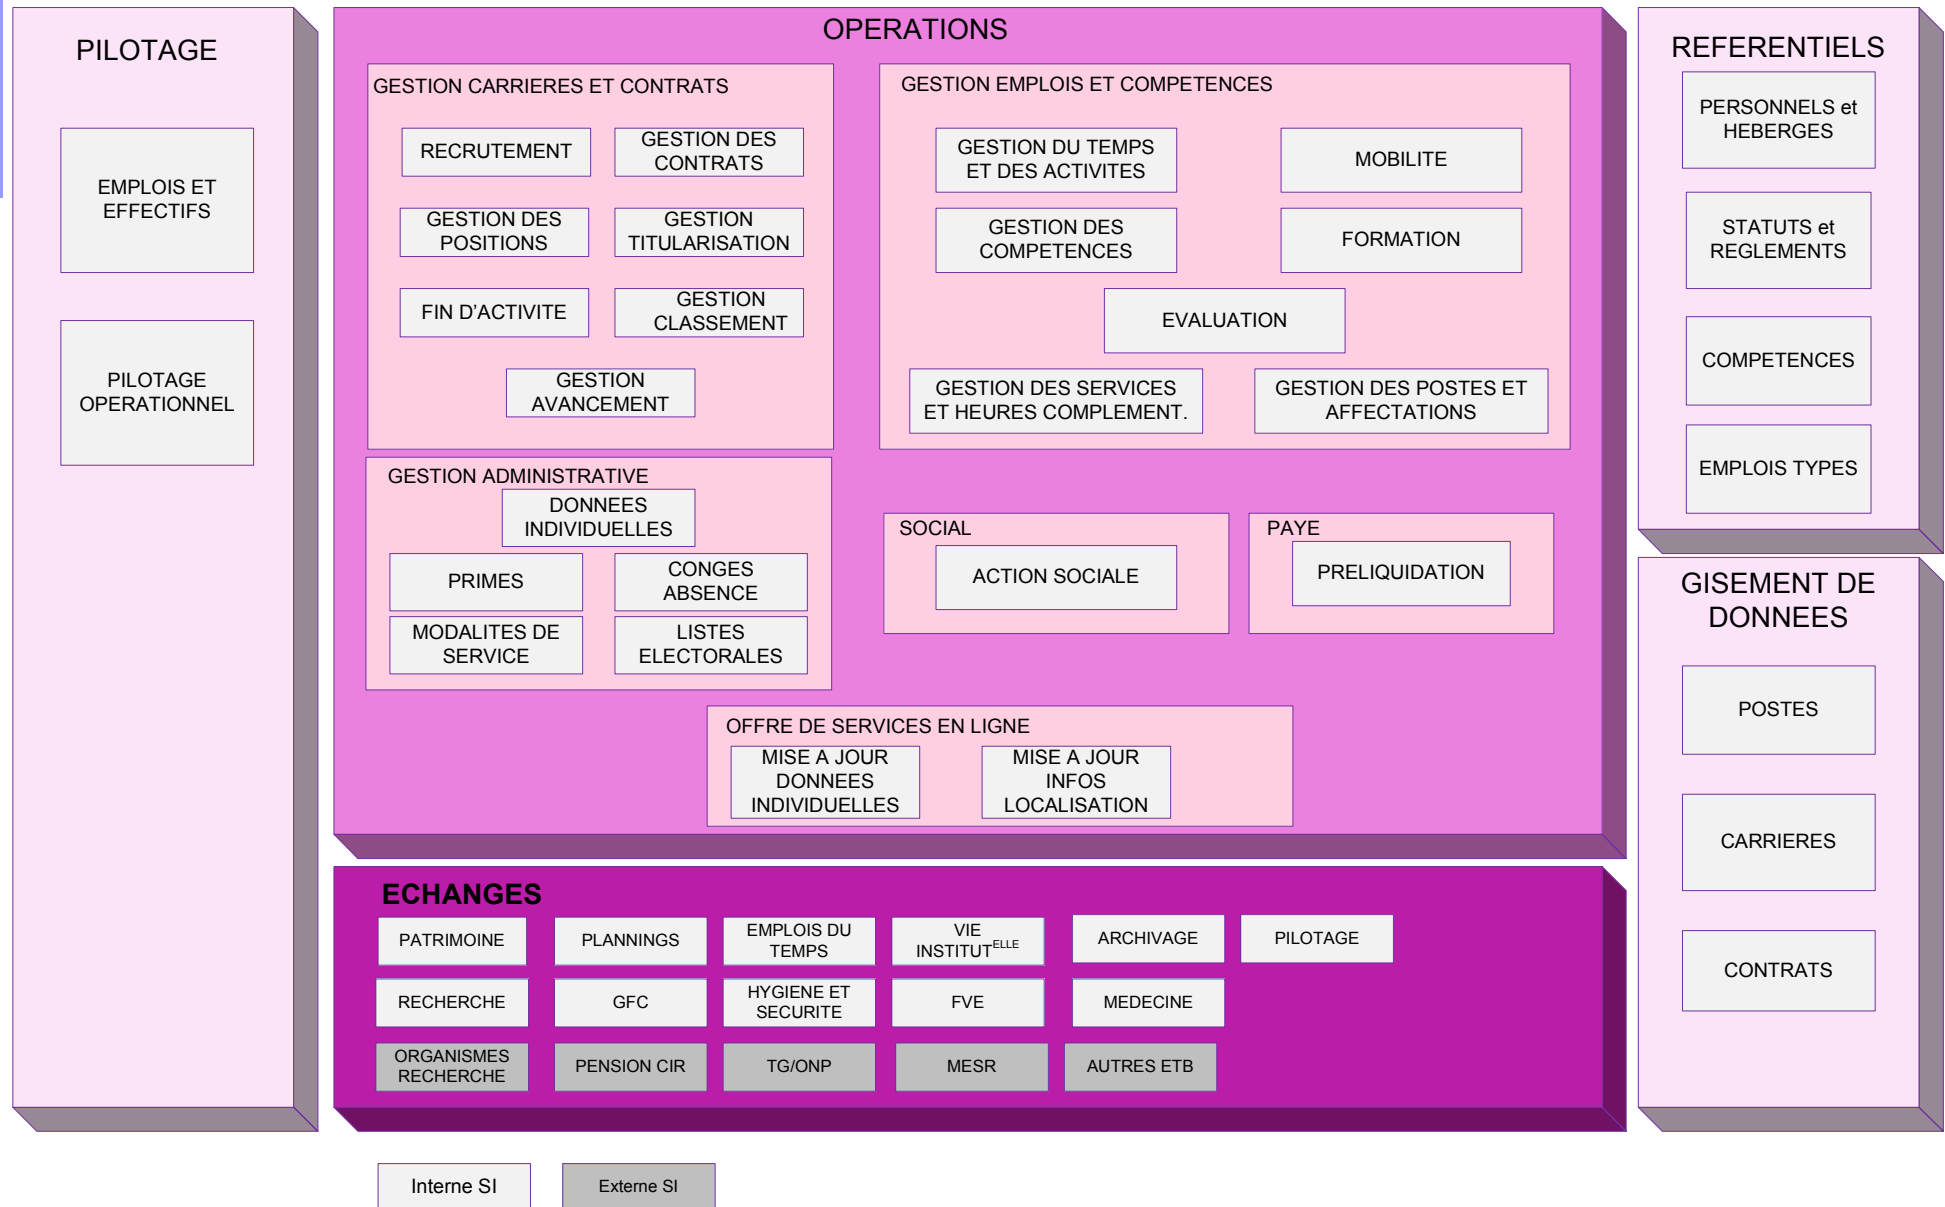 PILOTAGE
EMPLOIS ET
EFFECTIFS
PILOTAGE
OPERATIONNEL
OPERATIONS
GESTION CARRIERES ET CONTRATS
RECRUTEMENT
GESTION DES
CONTRATS
GESTION DES
POSITIONS
GESTION
TITULARISATION
FIN D'ACTIVITE
GESTION
CLASSEMENT
GESTION
AVANCEMENT
GESTION EMPLOIS ET COMPETENCES
GESTION DU TEMPS
ET DES ACTIVITES
MOBILITE
GESTION DES
COMPETENCES
FORMATION
EVALUATION
GESTION DES SERVICES
ET HEURES COMPLEMENT.
GESTION DES POSTES ET
AFFECTATIONS
GESTION ADMINISTRATIVE
DONNEES
INDIVIDUELLES
PRIMES
CONGES
ABSENCE
MODALITES DE
SERVICE
LISTES
ELECTORALES
SOCIAL
ACTION SOCIALE
PAYE
PRELIQUIDATION
OFFRE DE SERVICES EN LIGNE
MISE A JOUR
DONNEES
INDIVIDUELLES
MISE A JOUR
INFOS
LOCALISATION
ECHANGES
PATRIMOINE
PLANNINGS
EMPLOIS DU
TEMPS
VIE
INSTITUTELLE
ARCHIVAGE
PILOTAGE
RECHERCHE
GFC
HYGIENE ET
SECURITE
FVE
MEDECINE
ORGANISMES
RECHERCHE
PENSION CIR
TG/ONP
MESR
AUTRES ETB
REFERENTIELS
PERSONNELS et
HEBERGES
STATUTS et
REGLEMENTS
COMPETENCES
EMPLOIS TYPES
GISEMENT DE
DONNEES
POSTES
CARRIERES
CONTRATS
Interne SI
Externe SI